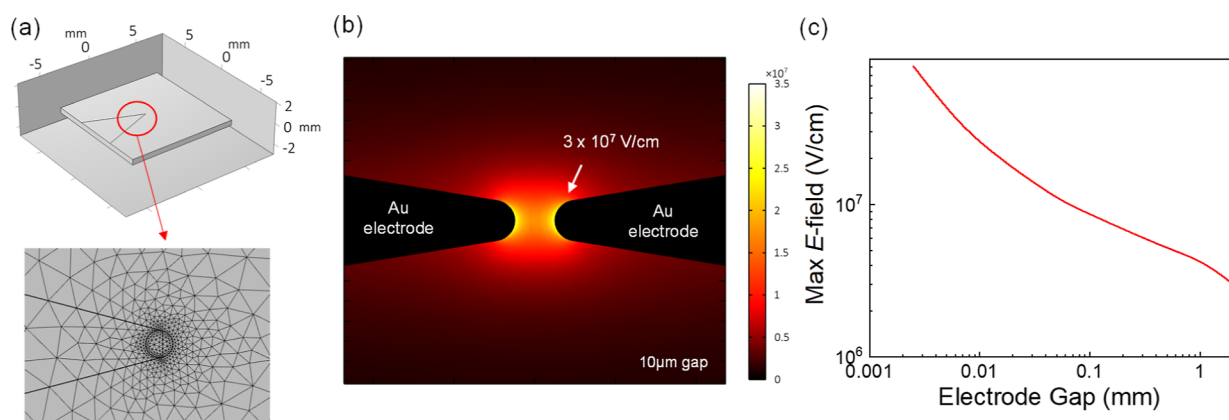 (a)
mm
5
0
-5
5
mm
0
-5
2
0 mm
-2
(b)
3 x 10⁷ V/cm
Au
electrode
Au
electrode
10µm gap
×10⁷
3.5
3
2.5
2
1.5
1
0.5
0
(c)
Max E-field (V/cm)
10⁷
10⁶
0.001
0.01
0.1
1
Electrode Gap (mm)